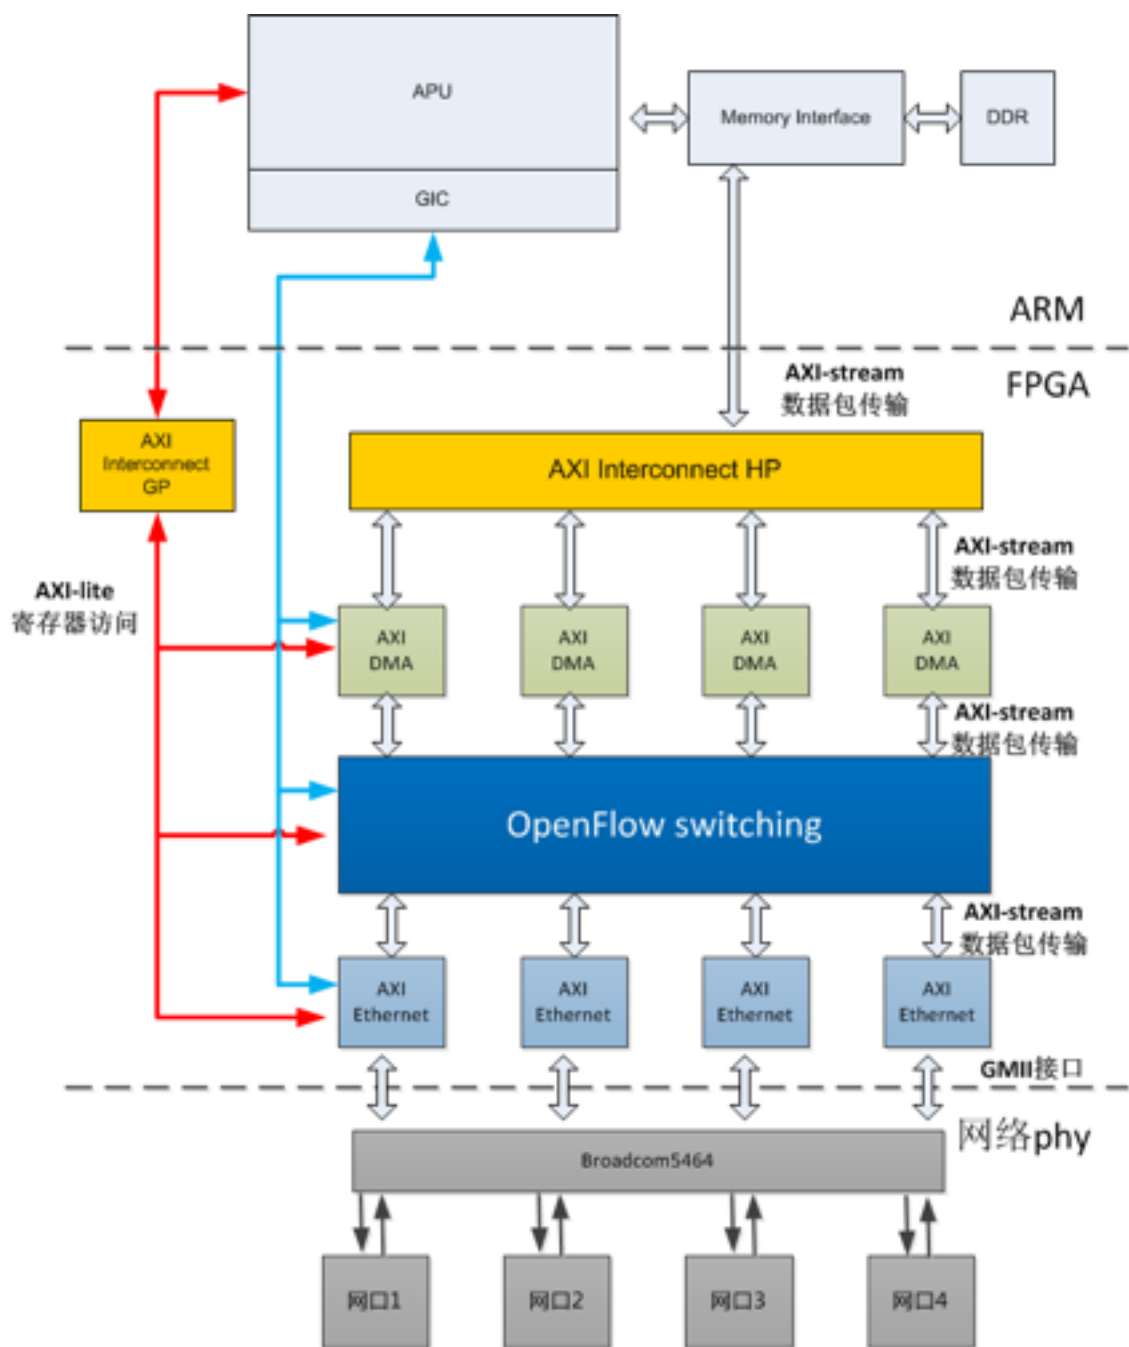 APU
Memory Interface
DDR
GIC
ARM
FPGA
AXI-stream
数据包传输
AXI
Interconnect
GP
AXI Interconnect HP
AXI-stream
数据包传输
AXI-lite
寄存器访问
AXI
DMA
AXI
DMA
AXI
DMA
AXI
DMA
AXI-stream
数据包传输
OpenFlow switching
AXI-stream
数据包传输
AXI
Ethernet
AXI
Ethernet
AXI
Ethernet
AXI
Ethernet
GMII接口
网络phy
Broadcom5464
网口1
网口2
网口3
网口4